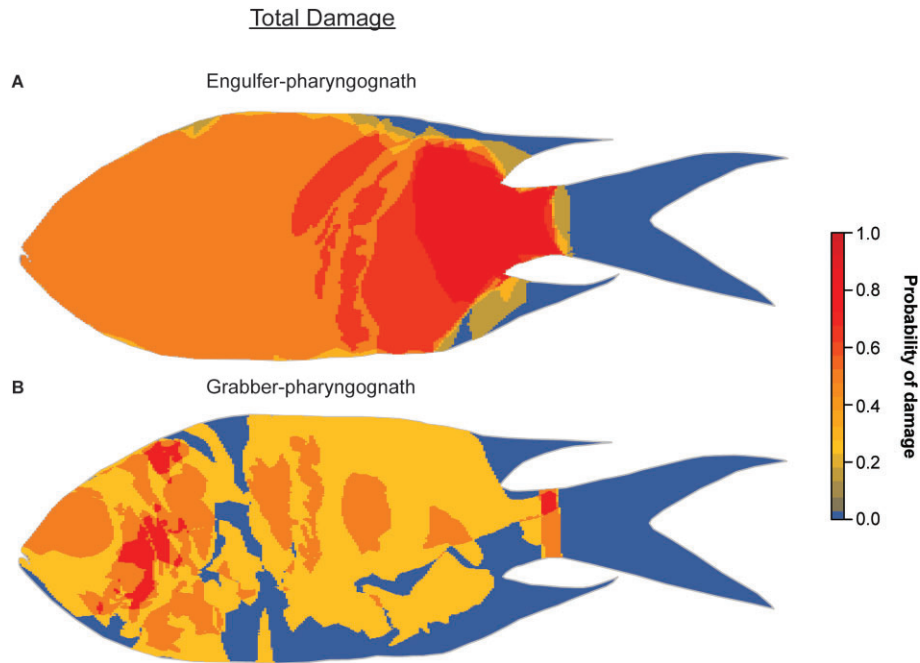 Total Damage
A
Engulfer-pharyngognath
B
Grabber-pharyngognath
1.0
0.8
0.6
0.4
0.2
0.0
Probability of damage